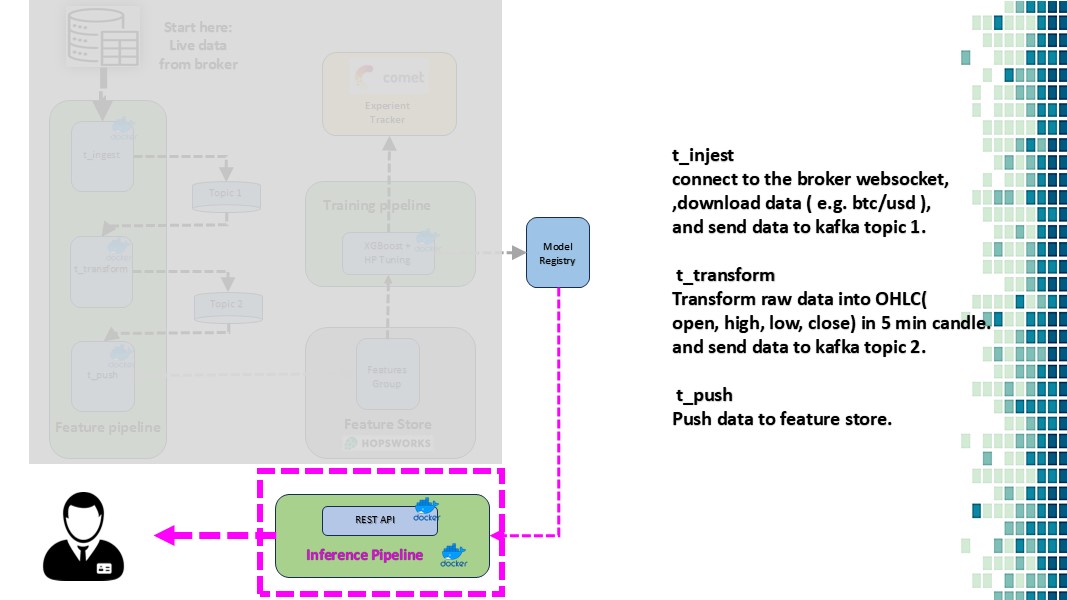 Start here:
Live data
from broker
comet
Experient
Tracker
docker
t_ingest
Topic 1
Training pipeline
XGBoost +
HP Tuning
docker
Model
Registry
docker
t_transform
Topic 2
docker
t_push
Features
Group
Feature pipeline
Feature Store
HOPSWORKS
REST API
docker
Inference Pipeline
docker
t_injest
connect to the broker websocket,
,download data ( e.g. btc/usd ),
and send data to kafka topic 1.
t_transform
Transform raw data into OHLC(
open, high, low, close) in 5 min candle.
and send data to kafka topic 2.
t_push
Push data to feature store.